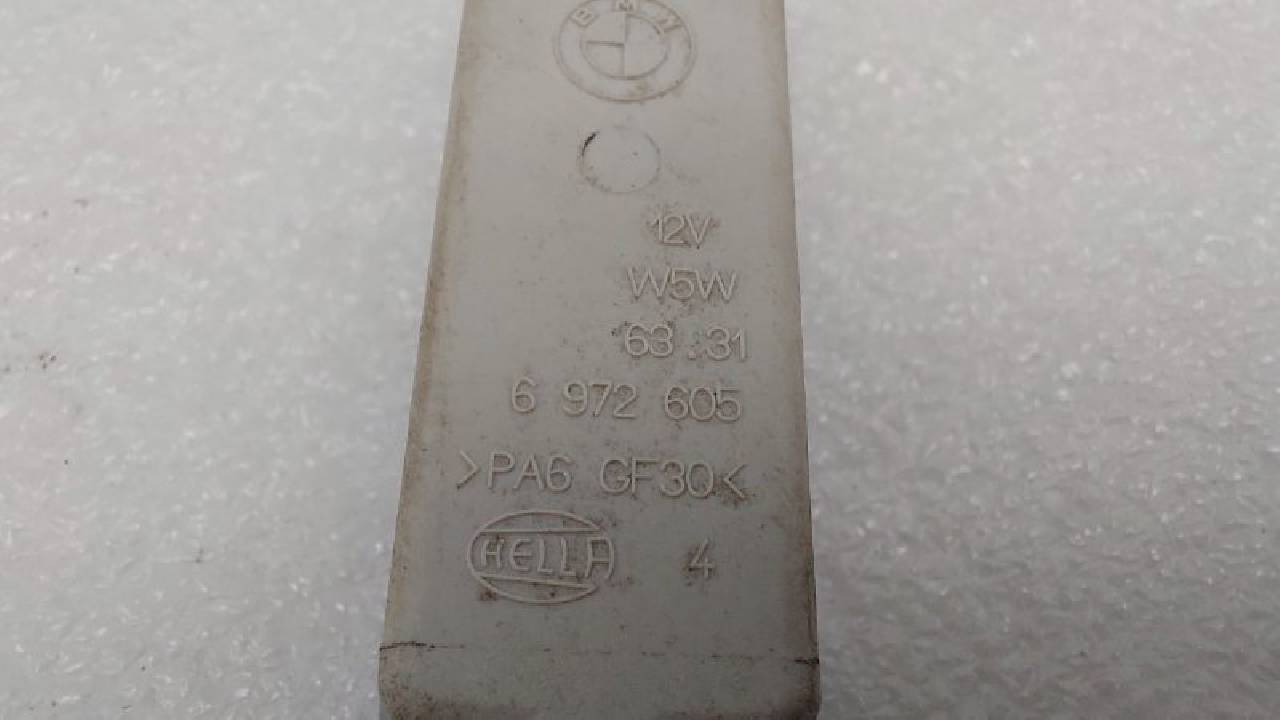 BMW
12V
W5W
63.31
6 972 605
>PA6 GF30<
HELLA 4